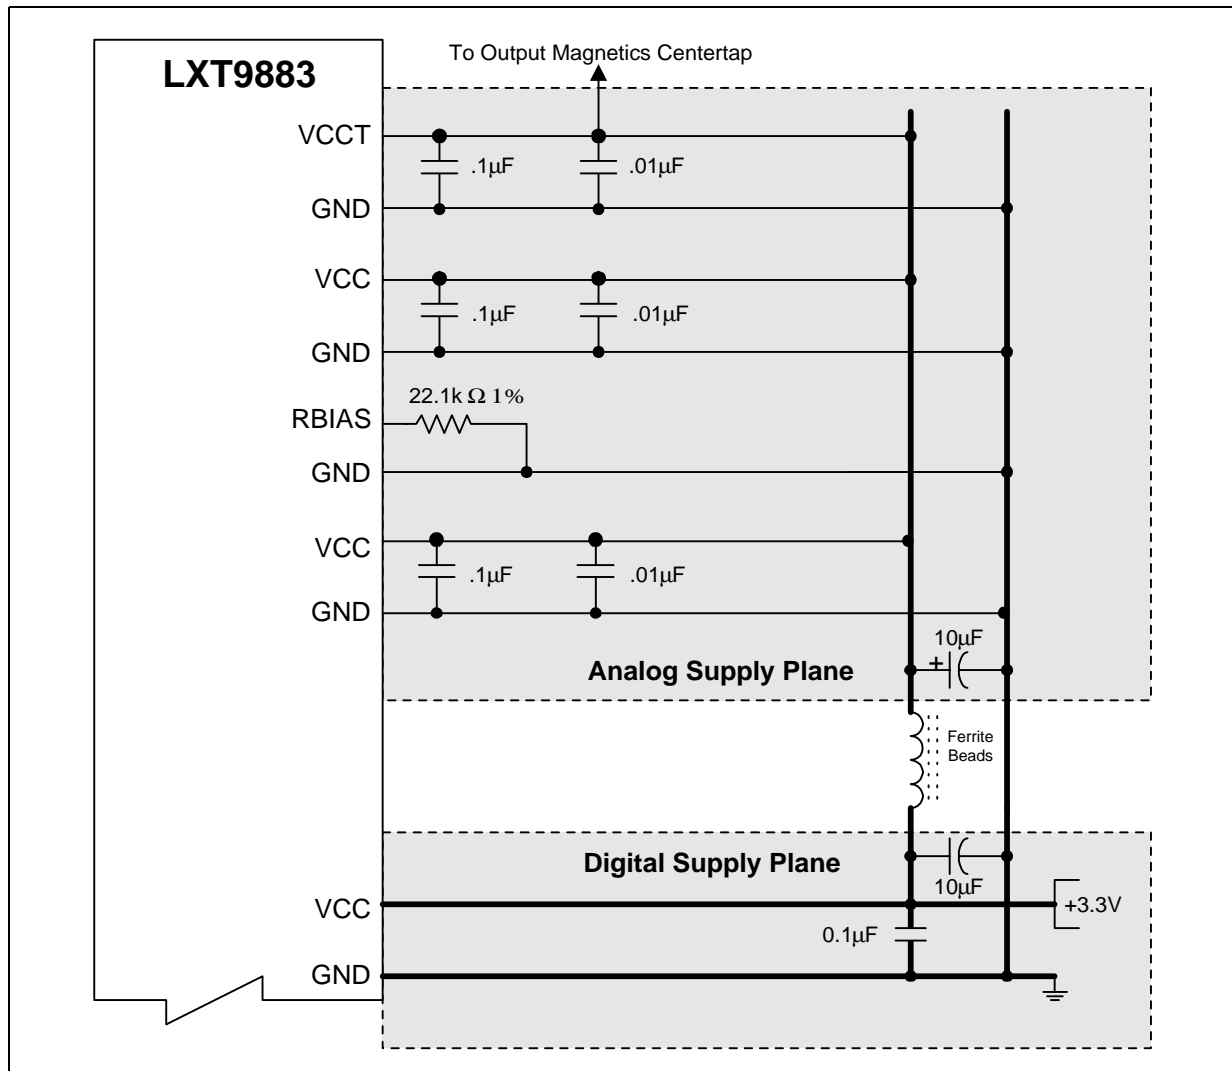 To Output Magnetics Centertap
LXT9883
VCCT
.1µF
.01µF
GND
VCC
.1µF
.01µF
GND
22.1k Ω 1%
RBIAS
GND
VCC
.1µF
.01µF
GND
10µF
+
Analog Supply Plane
Ferrite
Beads
Digital Supply Plane
10µF
VCC
+3.3V
0.1µF
GND